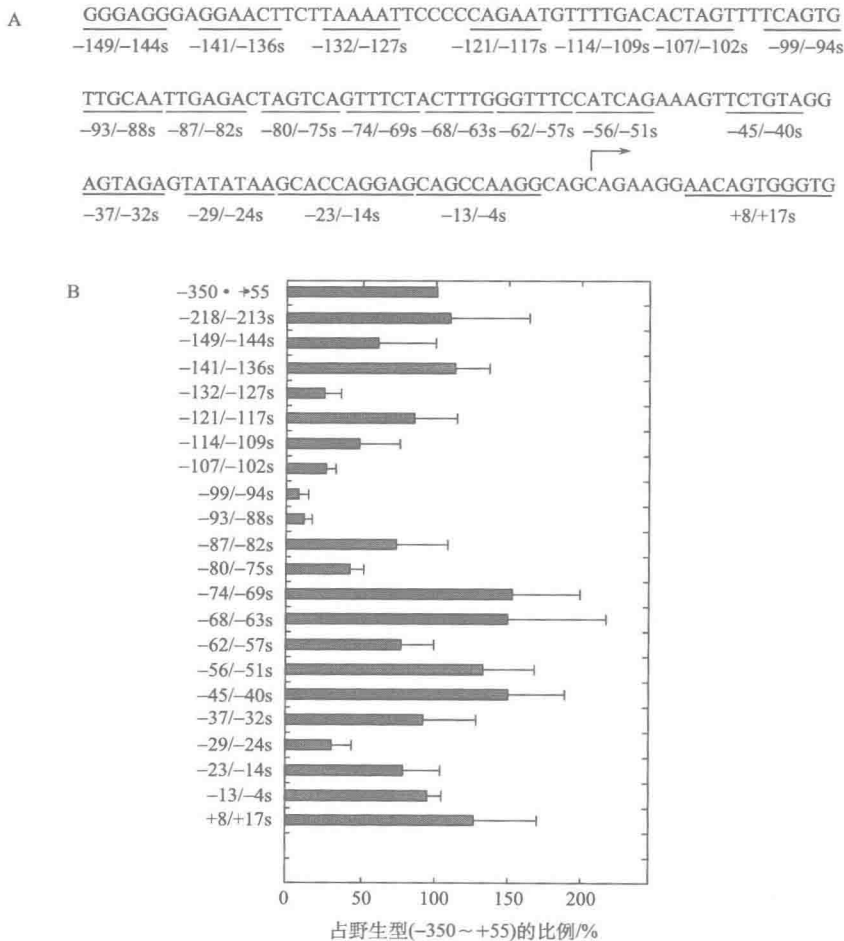 A
GGGAGGGAGGAACTTCTTAAAATTCCCCCCAGAATGTTTTGACACTAGTTTTCAGTG
−149/−144s −141/−136s −132/−127s −121/−117s −114/−109s −107/−102s −99/−94s
TTGCAATTGAGACTAGTCAGTTTCTACTTTGGGTTTCCATCAGAAAGTTCTGTAGG
−93/−88s −87/−82s −80/−75s −74/−69s −68/−63s −62/−57s −56/−51s −45/−40s
AGTAGAGTATATAAGCACCAGGAGCAGCCAAGGCAGCAGAAGGAACAGTGGGTG
−37/−32s −29/−24s −23/−14s −13/−4s +8/+17s
B
−350 • +55
−218/−213s
−149/−144s
−141/−136s
−132/−127s
−121/−117s
−114/−109s
−107/−102s
−99/−94s
−93/−88s
−87/−82s
−80/−75s
−74/−69s
−68/−63s
−62/−57s
−56/−51s
−45/−40s
−37/−32s
−29/−24s
−23/−14s
−13/−4s
+8/+17s
0 50 100 150 200
占野生型(−350～+55)的比例/%